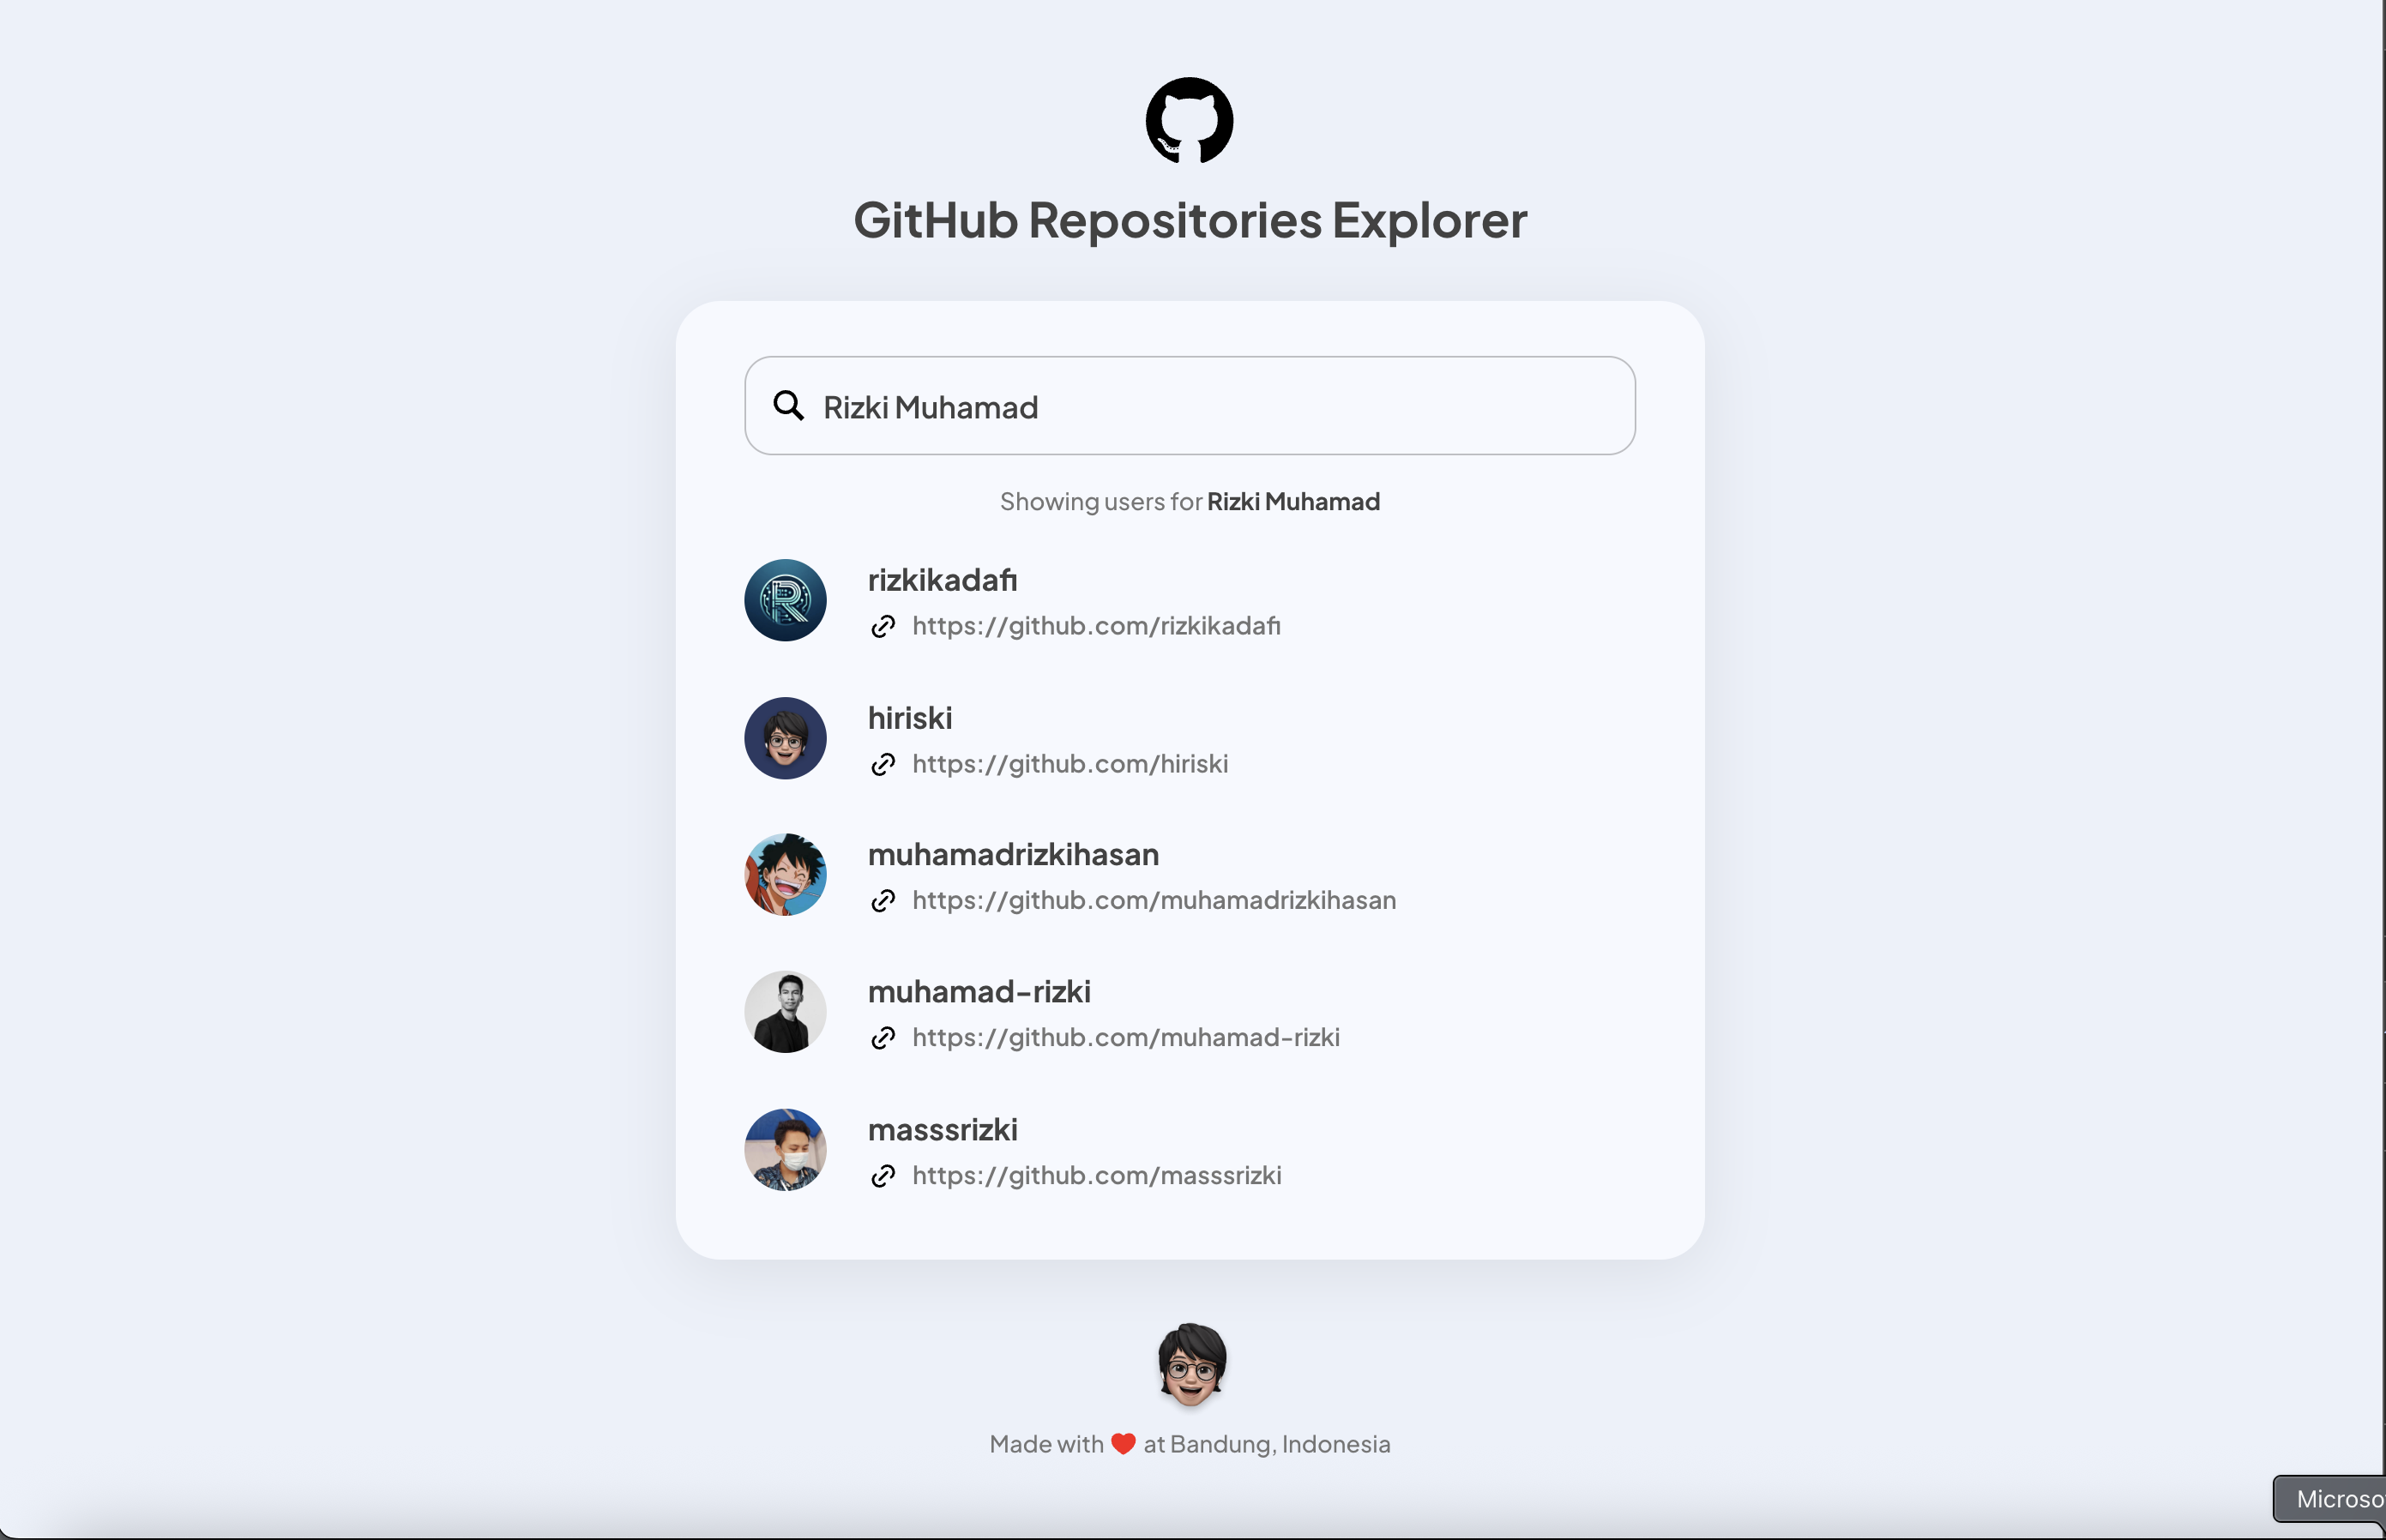 GitHub Repositories Explorer
Rizki Muhamad
Showing users for Rizki Muhamad
rizkikadafi
https://github.com/rizkikadafi
hiriski
https://github.com/hiriski
muhamadrizkihasan
https://github.com/muhamadrizkihasan
muhamad-rizki
https://github.com/muhamad-rizki
masssrizki
https://github.com/masssrizki
Made with ❤️ at Bandung, Indonesia